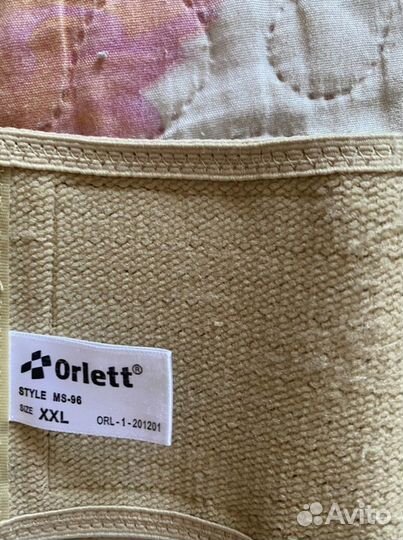 Orlett®
STYLE MS-96
SIZE XXL
ORL-1-201201
Avito